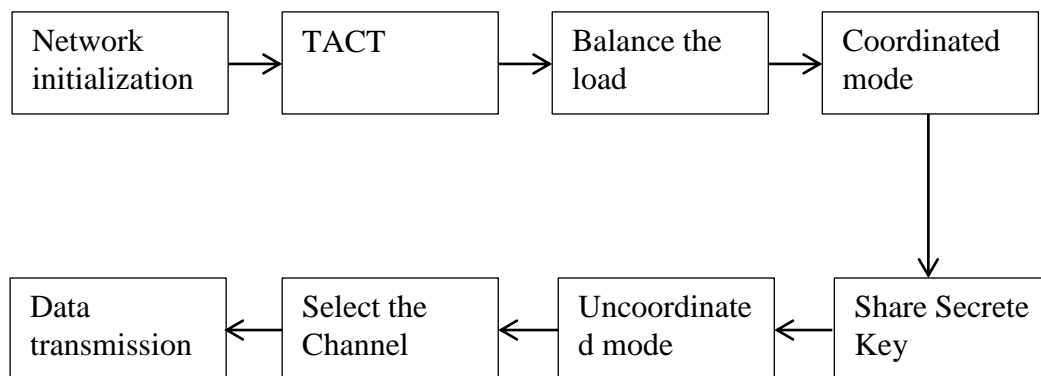 Network
initialization
TACT
Balance the
load
Coordinated
mode
Data
transmission
Select the
Channel
Uncoordinate
d mode
Share Secrete
Key